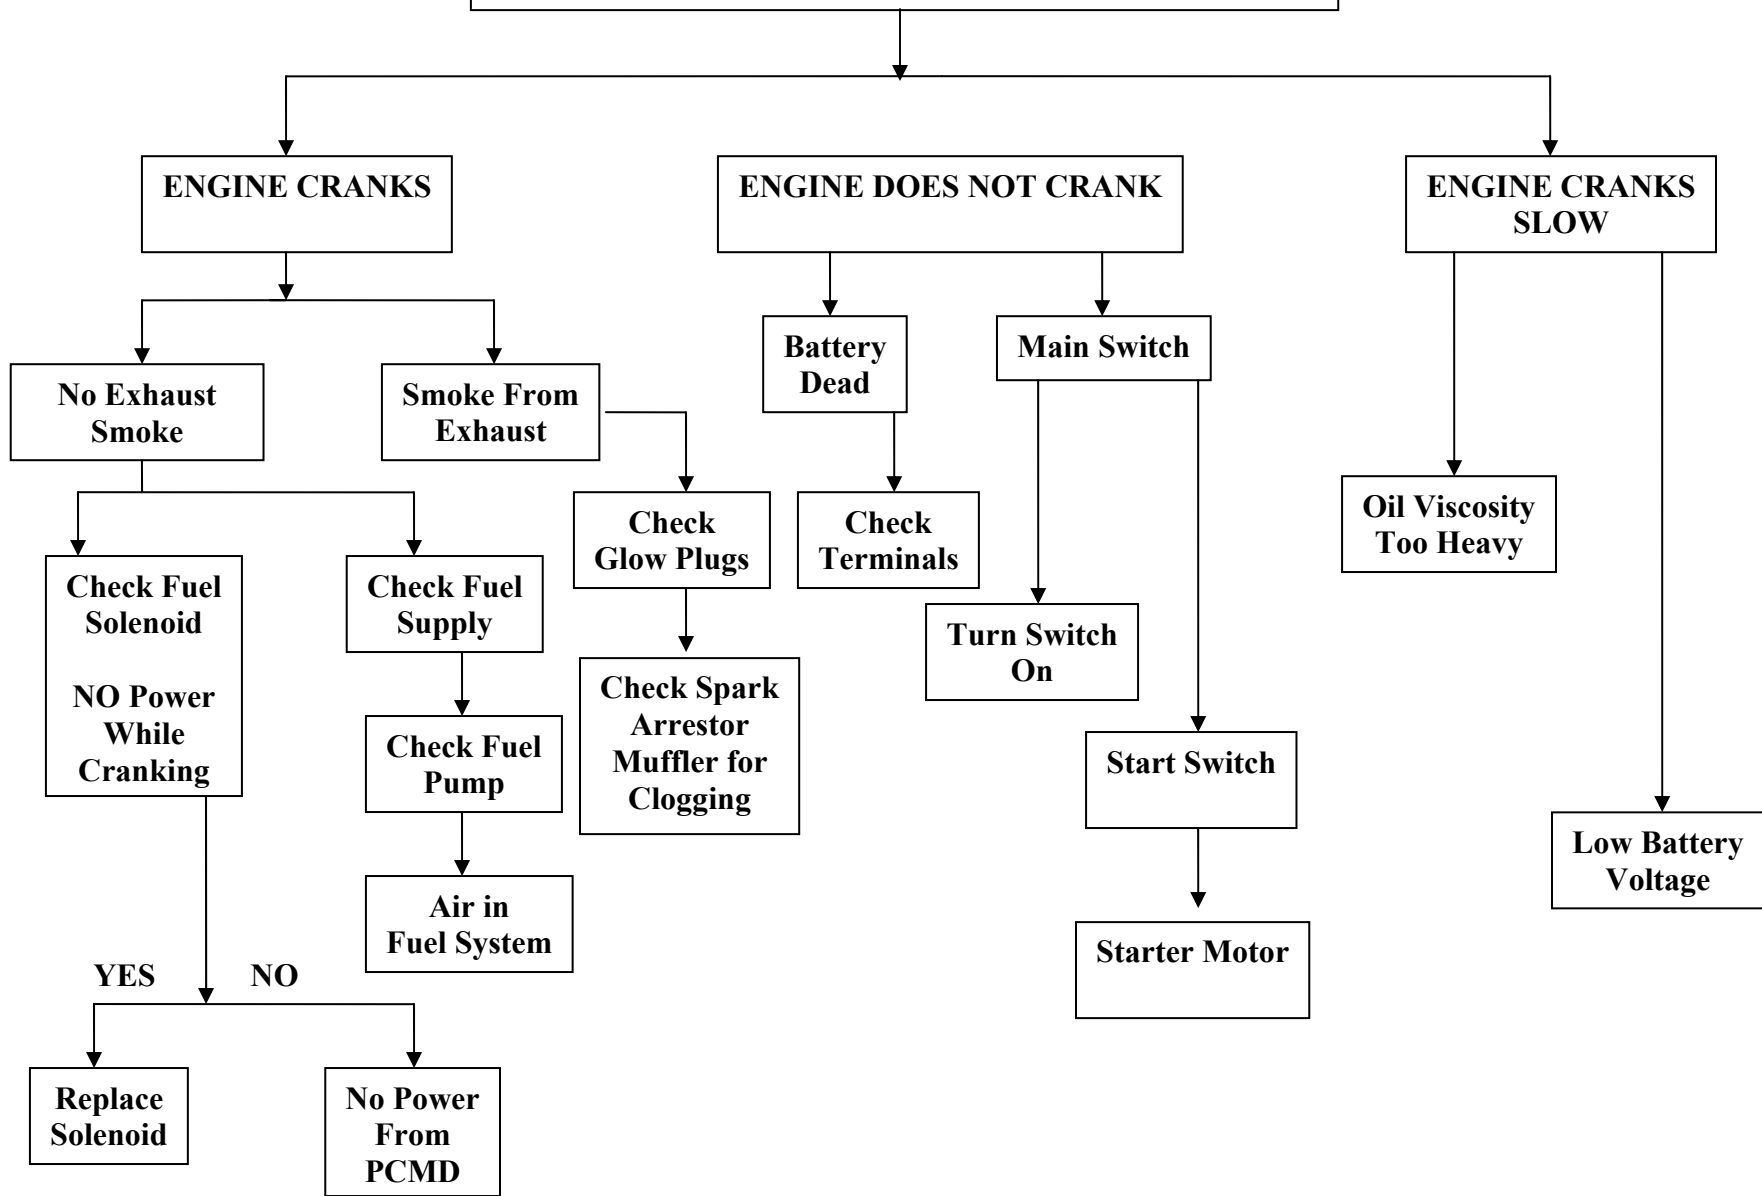 ENGINE CRANKS
ENGINE DOES NOT CRANK
ENGINE CRANKS
SLOW
No Exhaust
Smoke
Smoke From
Exhaust
Battery
Dead
Main Switch
Check Fuel
Solenoid
NO Power
While
Cranking
Check Fuel
Supply
Check
Glow Plugs
Check
Terminals
Oil Viscosity
Too Heavy
Turn Switch
On
Check Spark
Arrestor
Muffler for
Clogging
Check Fuel
Pump
Start Switch
Low Battery
Voltage
Air in
Fuel System
Starter Motor
YES
NO
Replace
Solenoid
No Power
From
PCMD